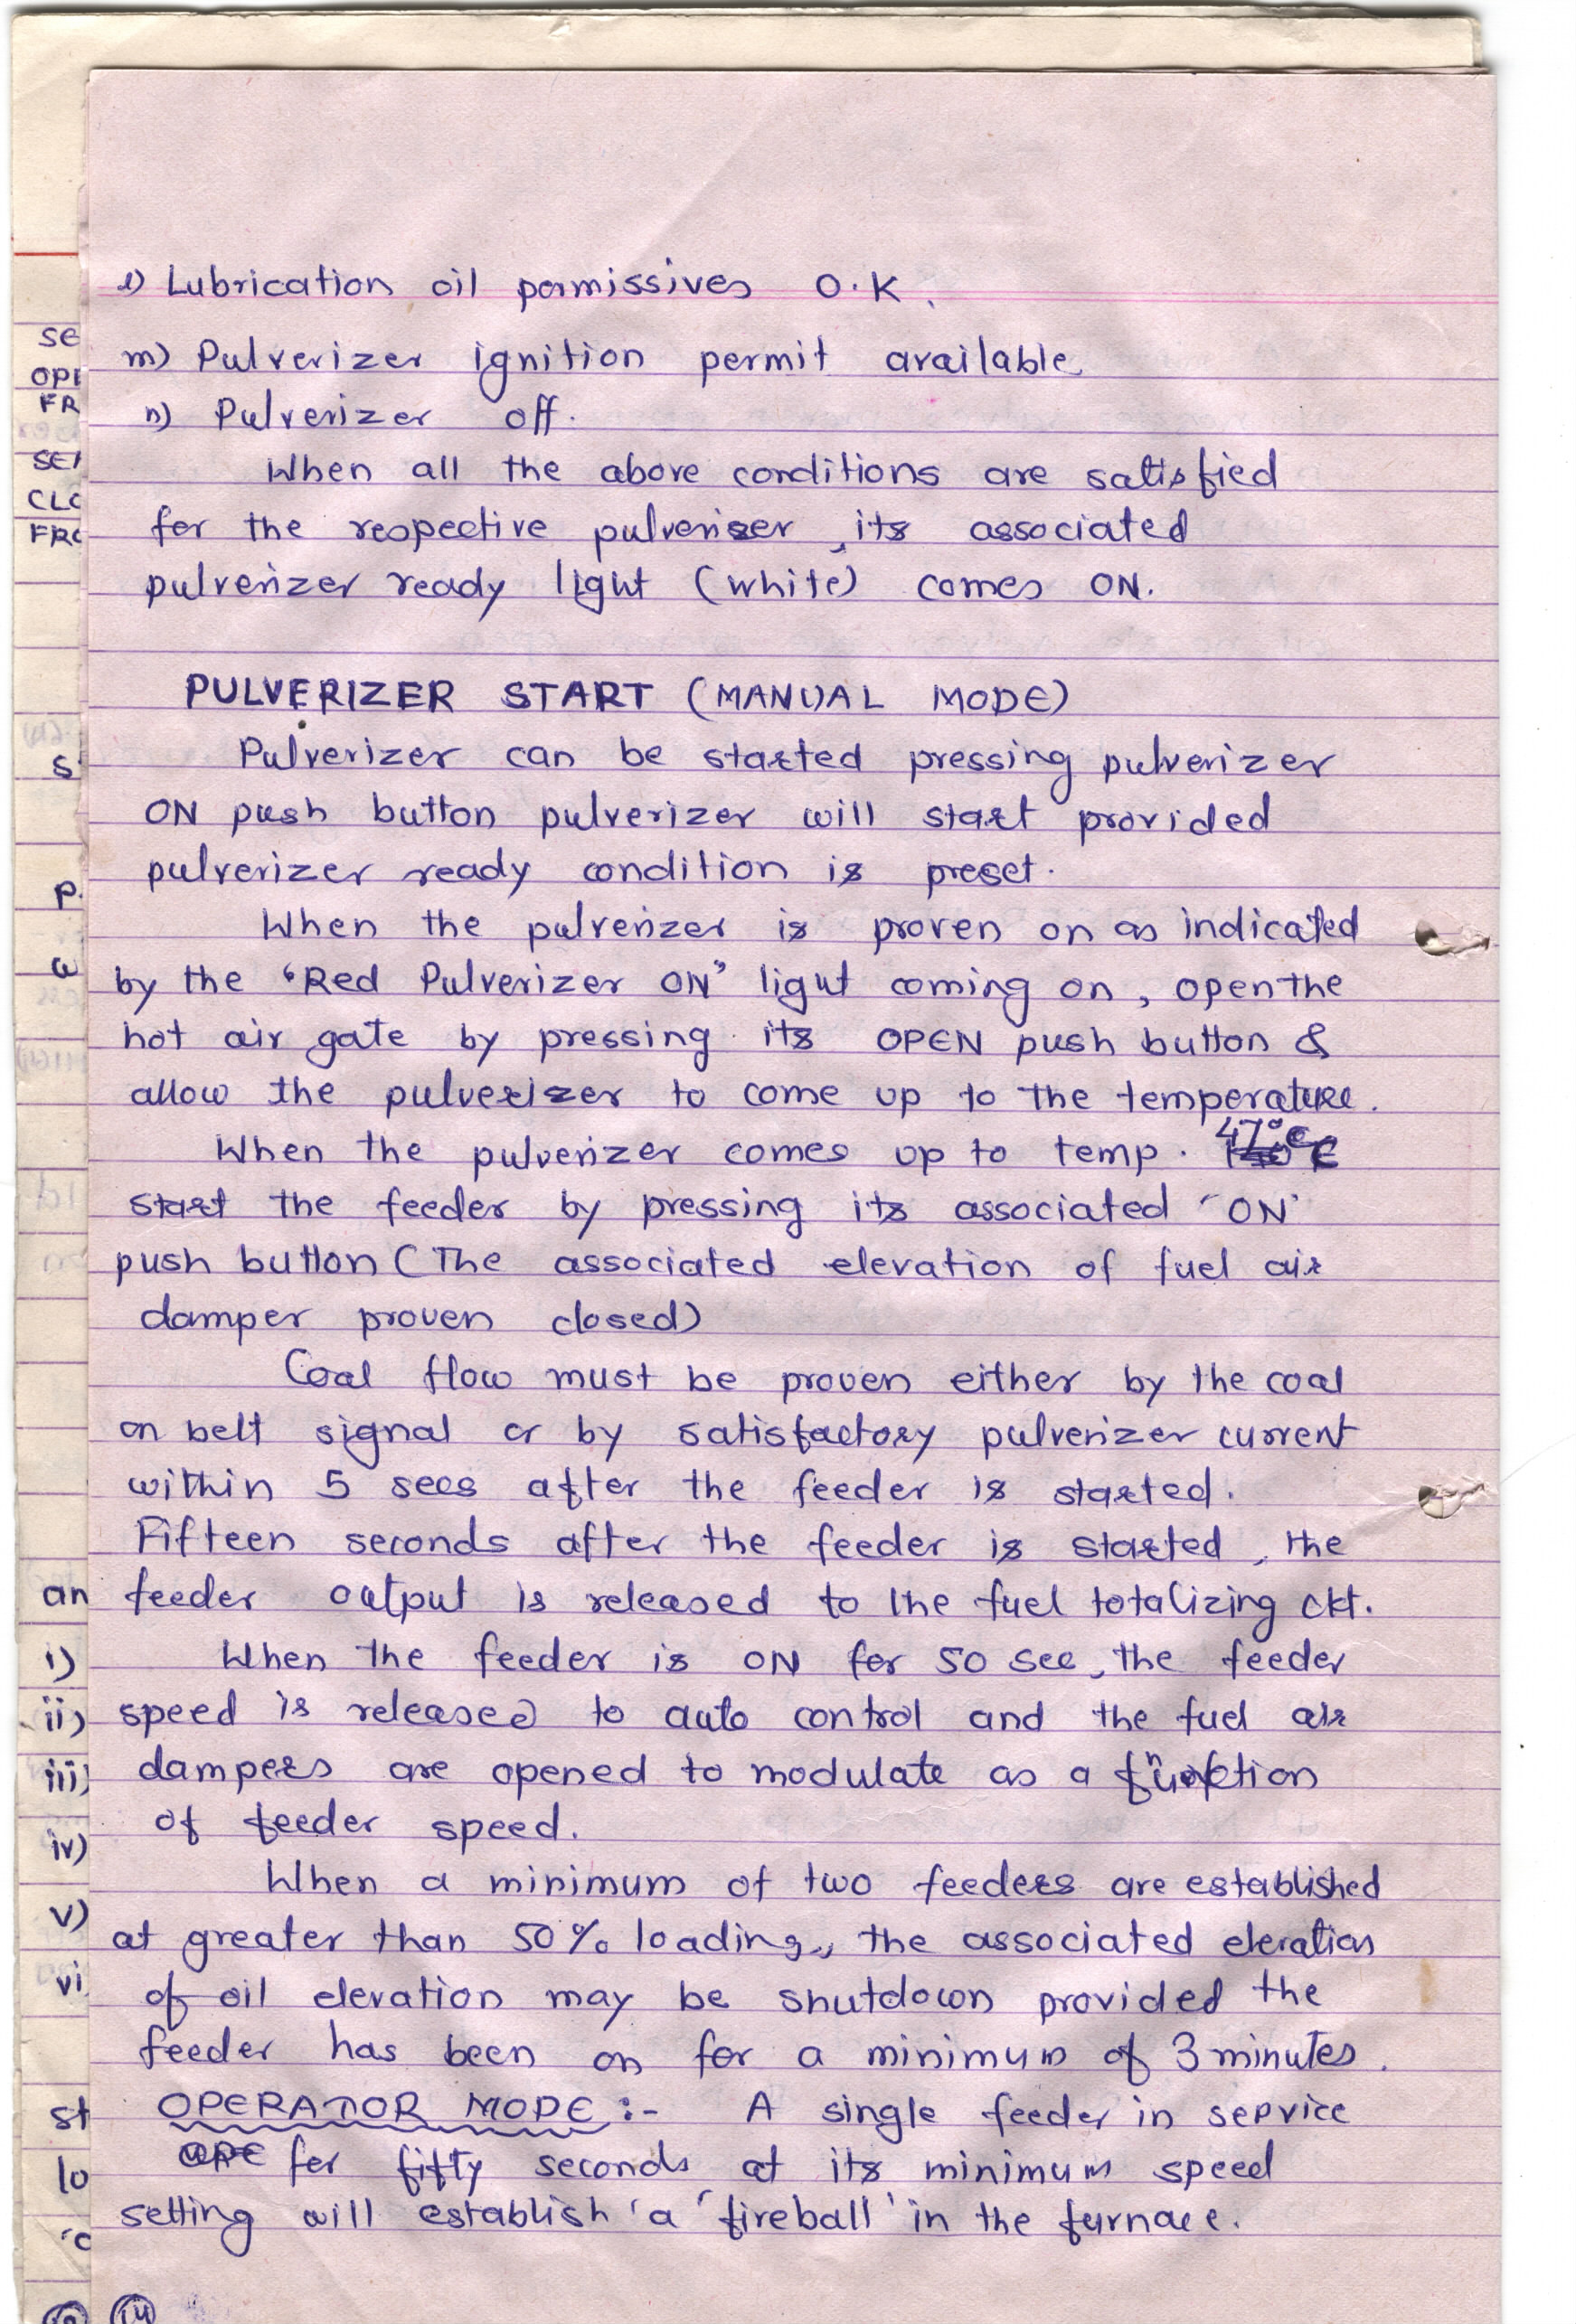 l) Lubrication oil permissives O.K.
m) Pulverizer ignition permit available
n) Pulverizer off.
When all the above conditions are satisfied
for the respective pulveriser, its associated
pulverizer ready light (white) comes ON.
PULVERIZER START (MANUAL MODE)
Pulverizer can be started pressing pulverizer
ON push button pulverizer will start provided
pulverizer ready condition is preset.
When the pulverizer is proven on as indicated
by the 'Red Pulverizer ON' light coming on, open the
hot air gate by pressing its OPEN push button &
allow the pulverizer to come up to the temperature.
When the pulverizer comes up to temp. 47°C
start the feeder by pressing its associated 'ON'
push button (The associated elevation of fuel air
damper proven closed)
Coal flow must be proven either by the coal
on belt signal or by satisfactory pulverizer current
within 5 secs after the feeder is started.
Fifteen seconds after the feeder is started, the
feeder output is released to the fuel totalizing ckt.
When the feeder is ON for 50 sec, the feeder
speed is released to auto control and the fuel air
dampers are opened to modulate as a function
of feeder speed.
When a minimum of two feeders are established
at greater than 50% loading, the associated elevation
of oil elevation may be shutdown provided the
feeder has been on for a minimum of 3 minutes.
OPERATOR MODE :- A single feeder in service
for fifty seconds at its minimum speed
setting will establish 'a 'fireball' in the furnace.
SE
OPE
FR
SEN
CLO
FRO
S
P.
an
i)
ii)
iii)
iv)
v)
vi
st
lo
14